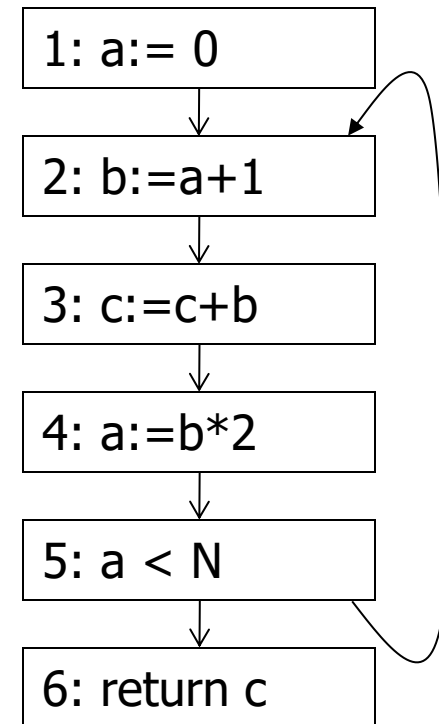 1: a:= 0
2: b:=a+1
3: c:=c+b
4: a:=b*2
5: a < N
6: return c